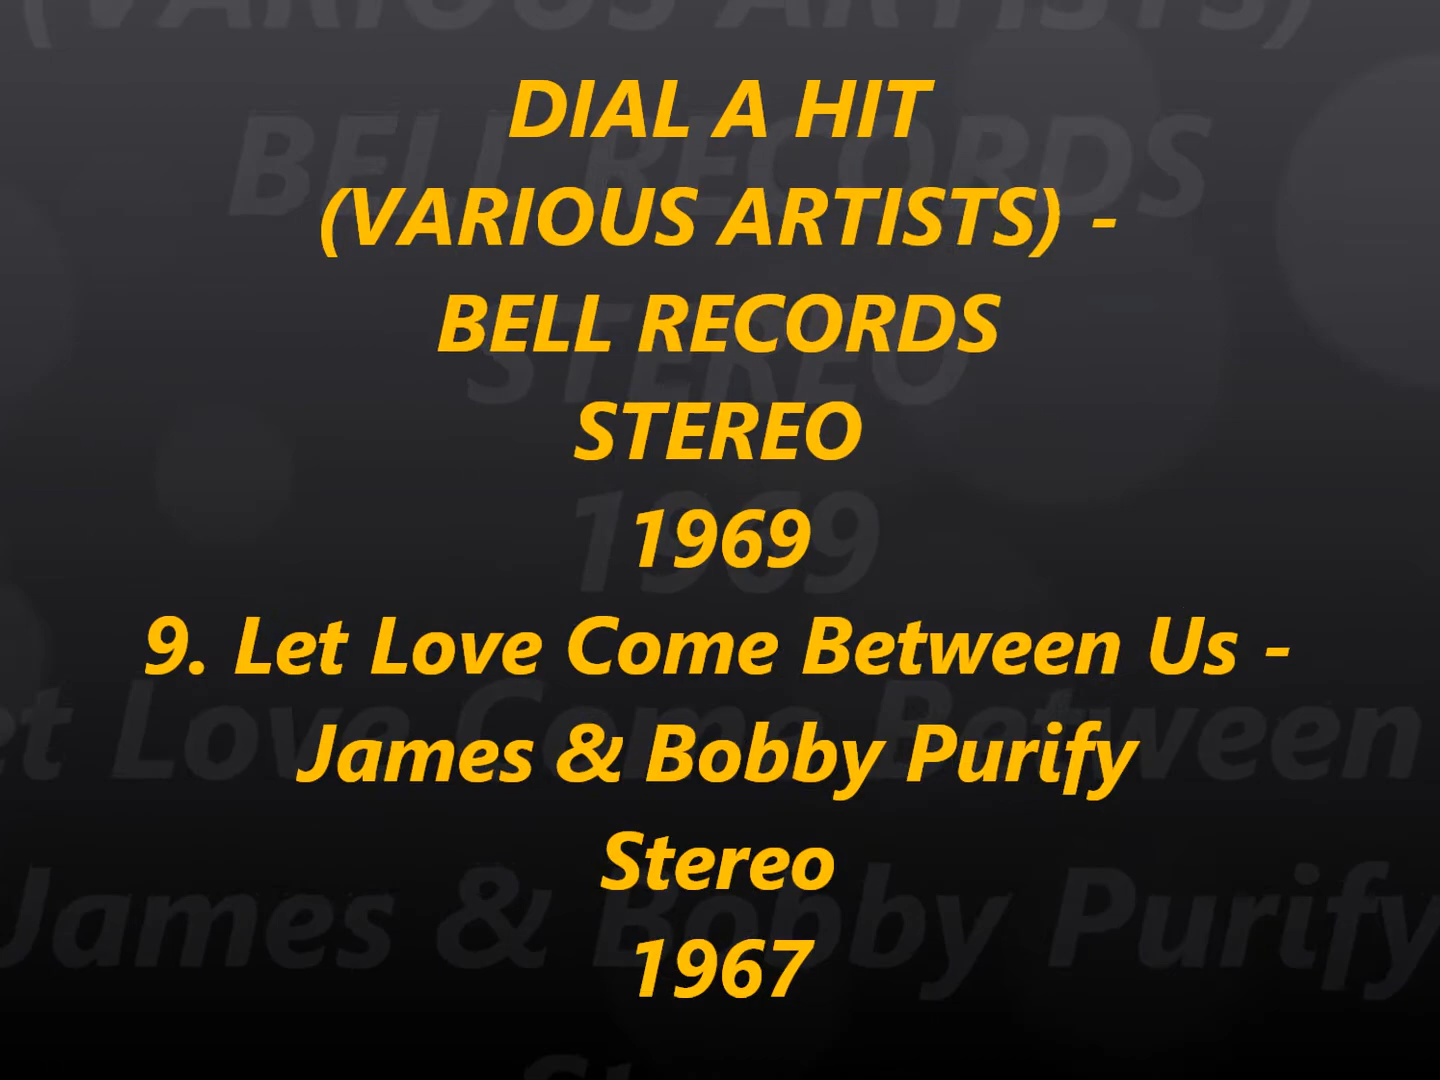 DIAL A HIT
(VARIOUS ARTISTS) -
BELL RECORDS
STEREO
1969
9. Let Love Come Between Us -
James & Bobby Purify
Stereo
1967